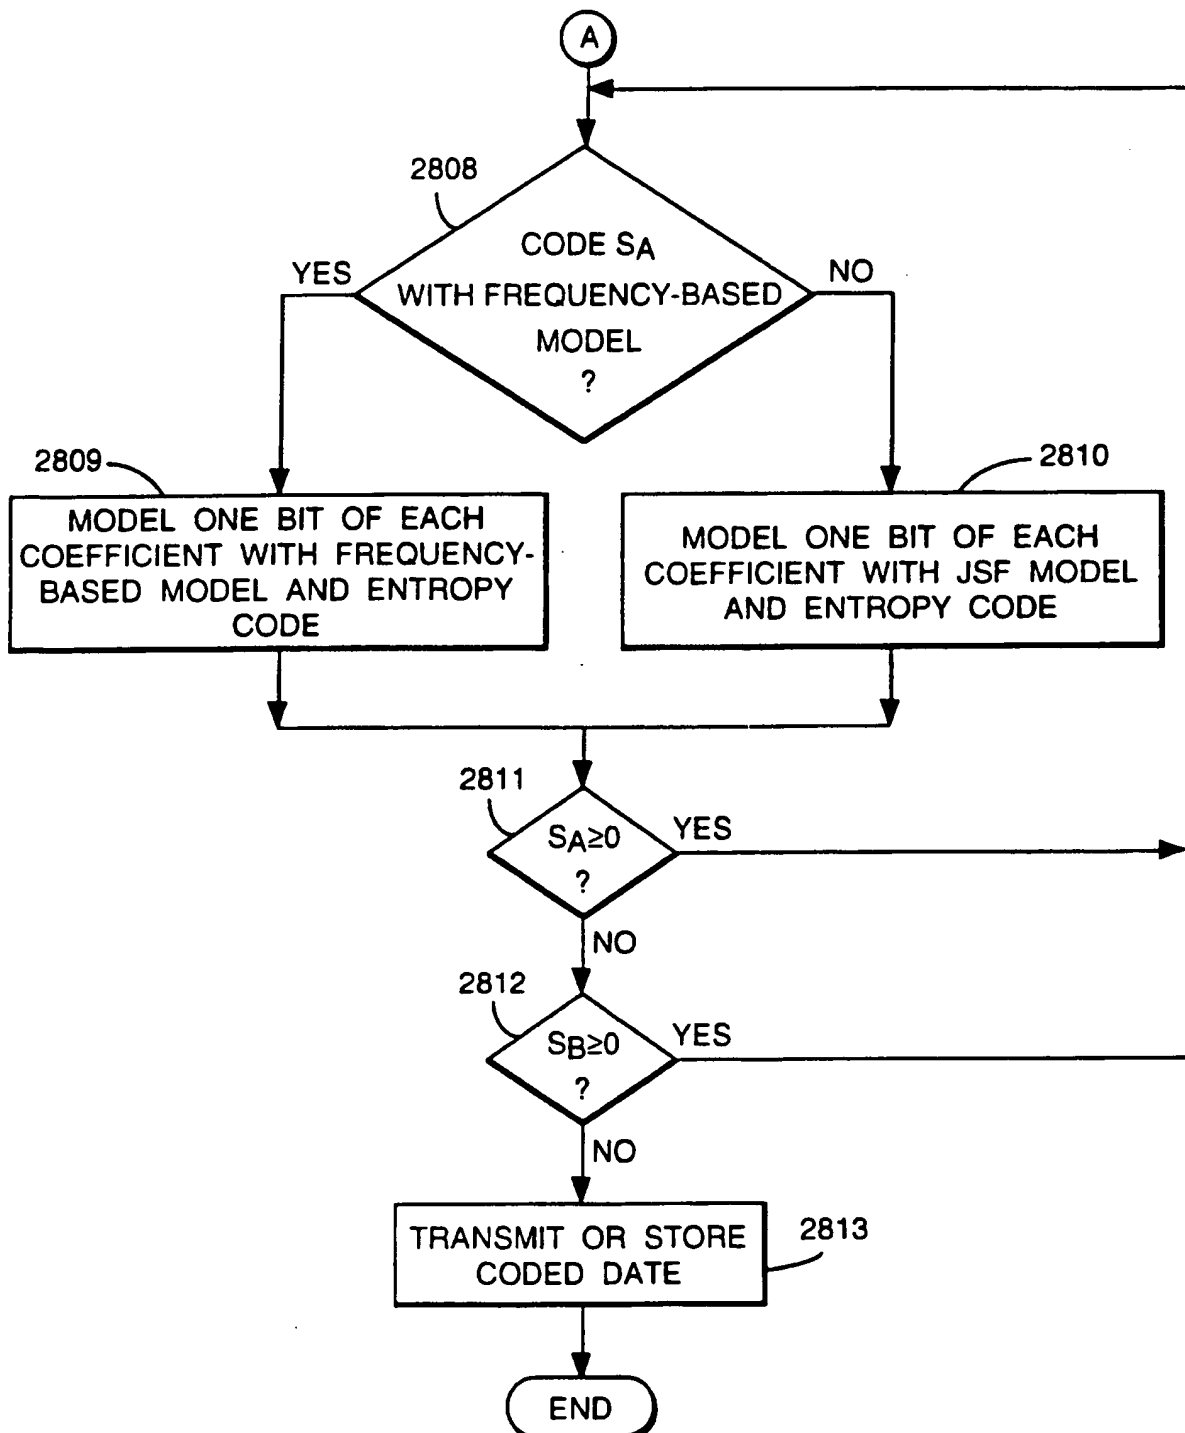 A
2808
CODE SA
WITH FREQUENCY-BASED
MODEL
?
YES
NO
2809
MODEL ONE BIT OF EACH
COEFFICIENT WITH FREQUENCY-
BASED MODEL AND ENTROPY
CODE
2810
MODEL ONE BIT OF EACH
COEFFICIENT WITH JSF MODEL
AND ENTROPY CODE
2811
SA≥0
?
YES
NO
2812
SB≥0
?
YES
NO
TRANSMIT OR STORE
CODED DATE
2813
END